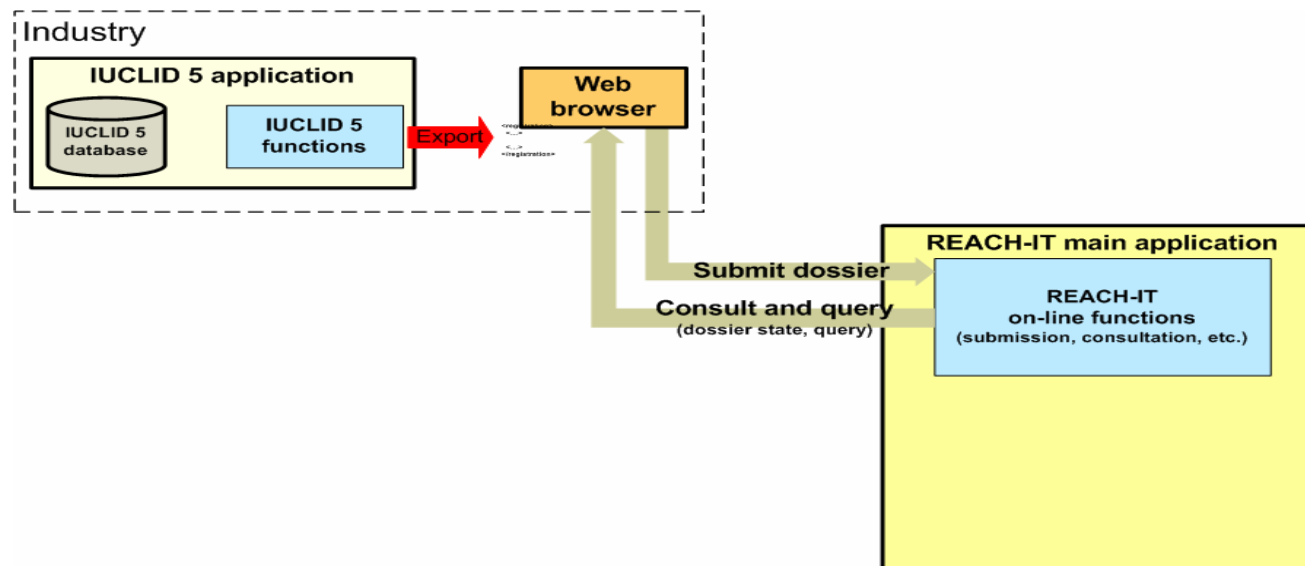 Industry
IUCLID 5 application
IUCLID 5
database
IUCLID 5
functions
Export
Web
browser
<...>
<...>
</registration>
Submit dossier
Consult and query
(dossier state, query)
REACH-IT main application
REACH-IT
on-line functions
(submission, consultation, etc.)